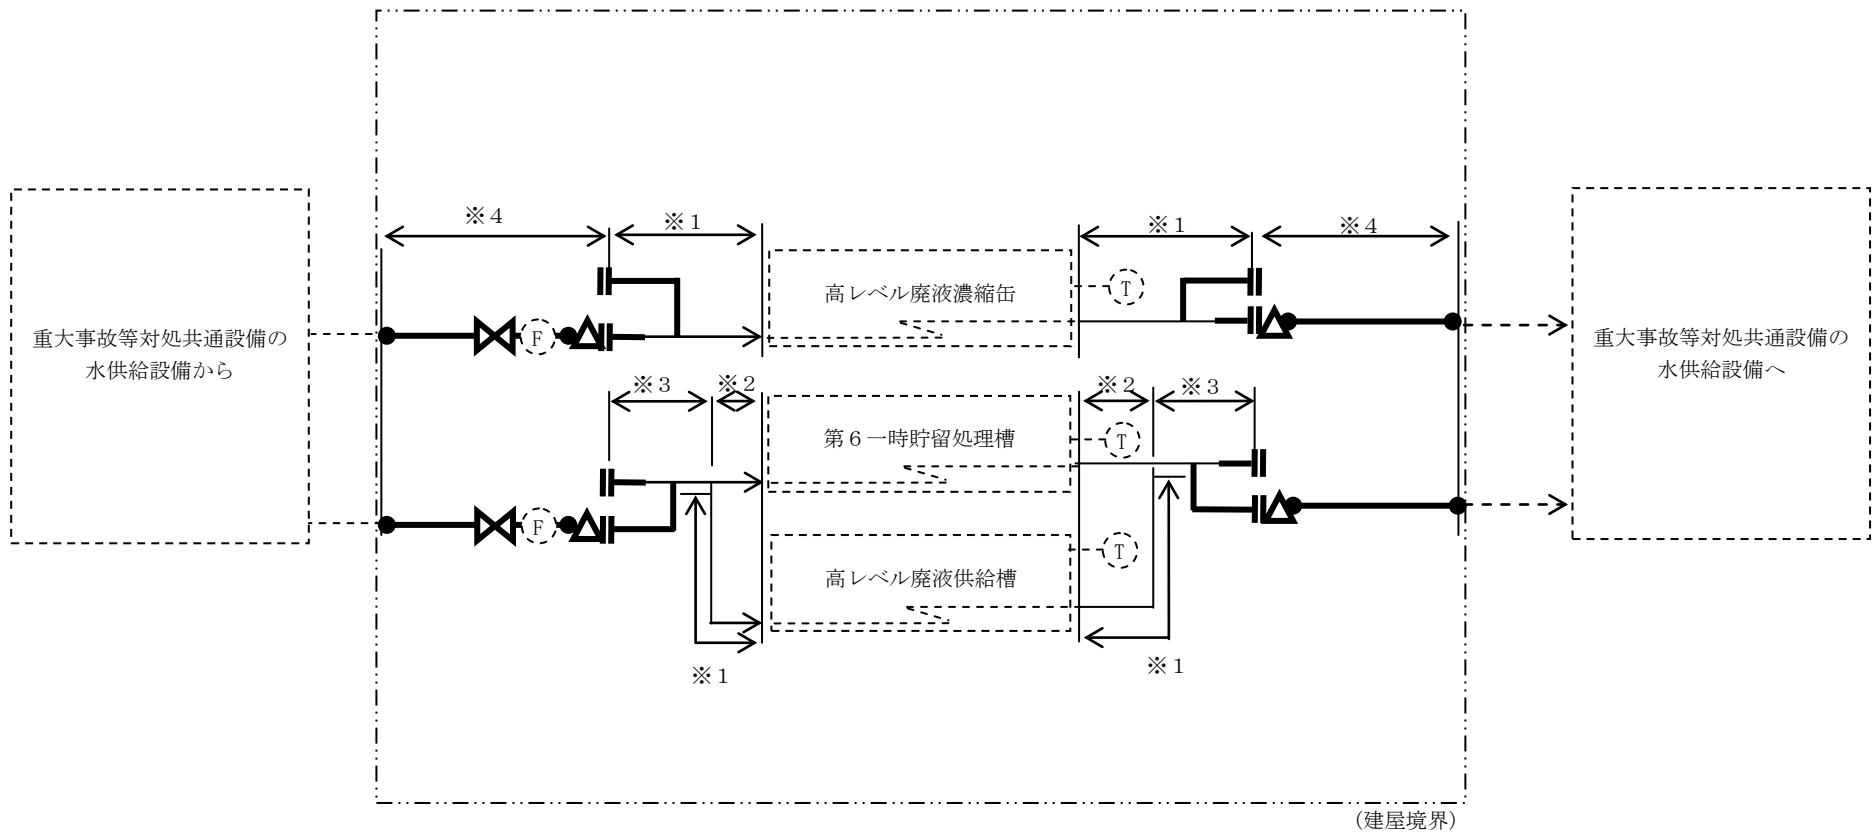 ※４
※１
※１
※４
高レベル廃液濃縮缶
T
重大事故等対処共通設備の
水供給設備から
F
重大事故等対処共通設備の
水供給設備へ
※３
※２
※２
※３
第６一時貯留処理槽
T
F
高レベル廃液供給槽
T
※１
※１
（建屋境界）